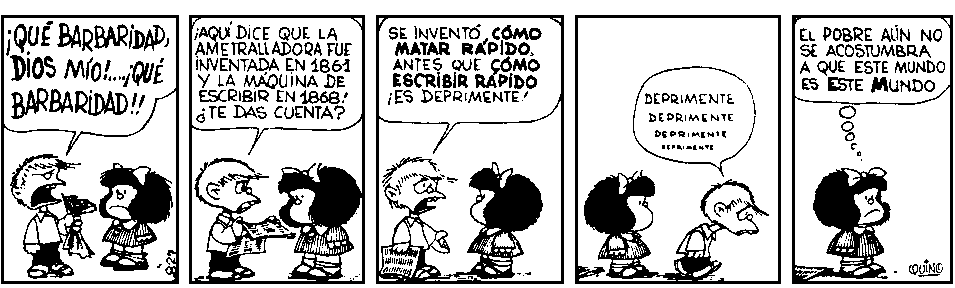 ¡QUÉ BARBARIDAD,
DIOS MÍO!...¡QUÉ
BARBARIDAD!!
¡AQUÍ DICE QUE LA
AMETRALLADORA FUE
INVENTADA EN 1861
Y LA MÁQUINA DE
ESCRIBIR EN 1868!
¿TE DAS CUENTA?
SE INVENTÓ CÓMO
MATAR RÁPIDO,
ANTES QUE CÓMO
ESCRIBIR RÁPIDO
¡ES DEPRIMENTE!
DEPRIMENTE
DEPRIMENTE
DEPRIMENTE
DEPRIMENTE
EL POBRE AÚN NO
SE ACOSTUMBRA
A QUE ESTE MUNDO
ES ESTE MUNDO
QUINO